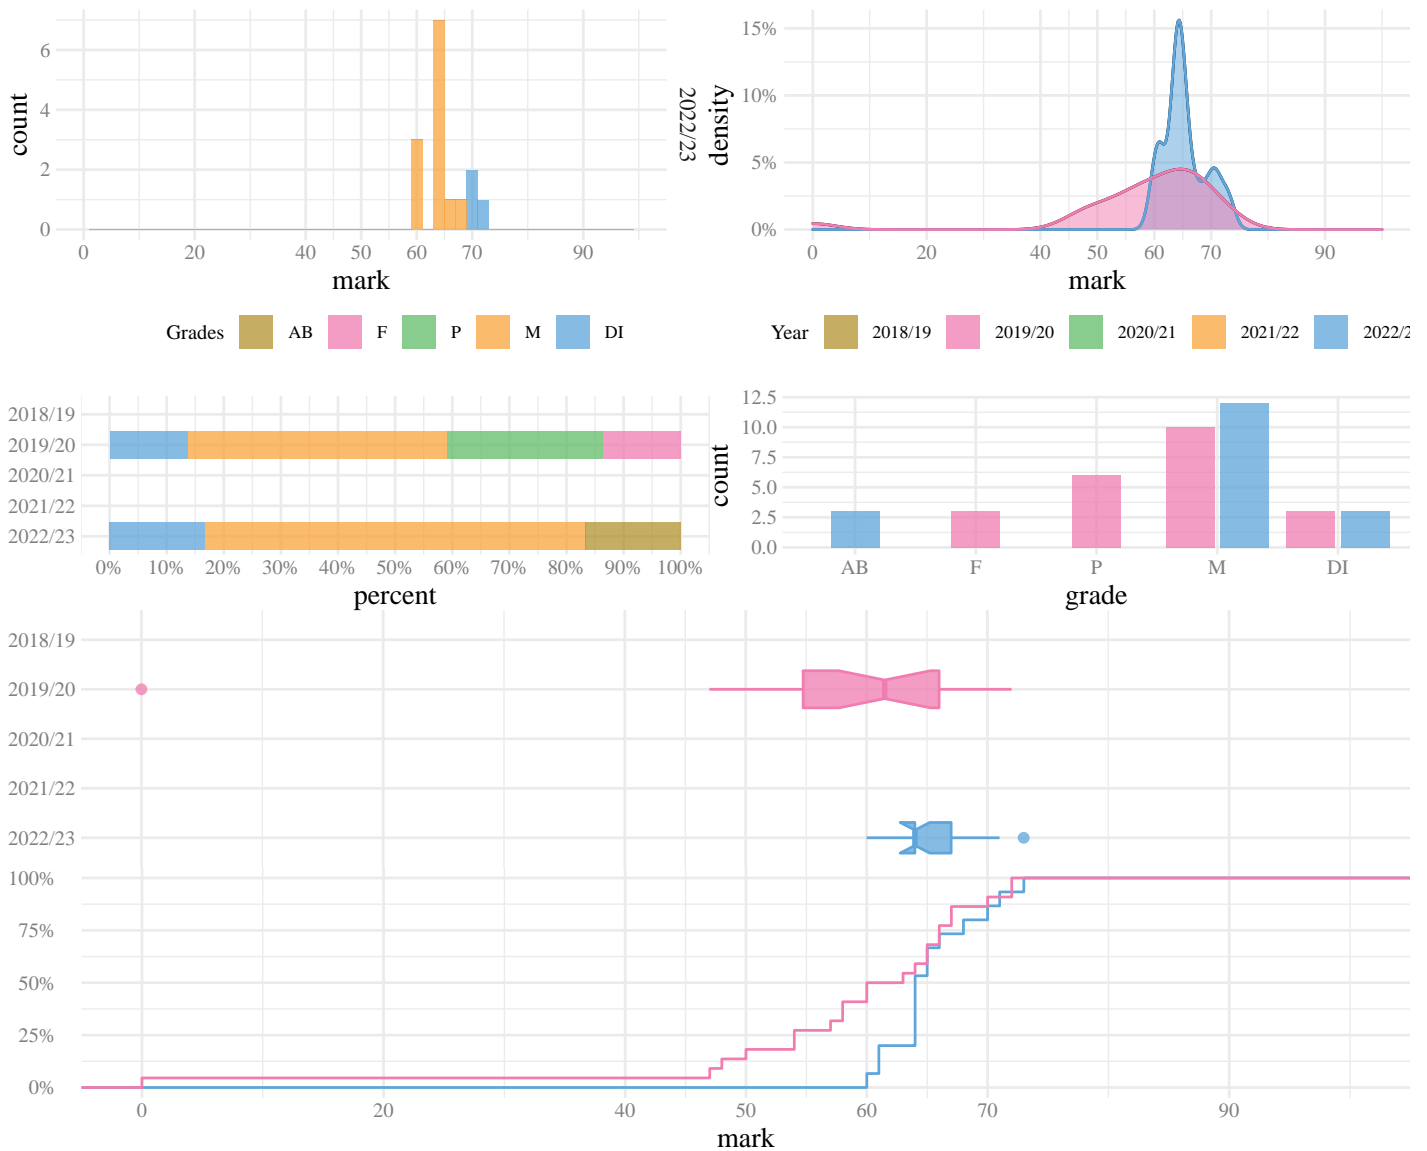 6
4
2
0
count
0 20 40 50 60 70 90
mark
2022/23
15%
10%
5%
0%
density
0 20 40 50 60 70 90
mark
Grades AB F P M DI
Year 2018/19 2019/20 2020/21 2021/22 2022/2
2018/19
2019/20
2020/21
2021/22
2022/23
0% 10% 20% 30% 40% 50% 60% 70% 80% 90% 100%
percent
12.5
10.0
7.5
5.0
2.5
0.0
count
AB F P M DI
grade
2018/19
2019/20
2020/21
2021/22
2022/23
100%
75%
50%
25%
0%
0 20 40 50 60 70 90
mark